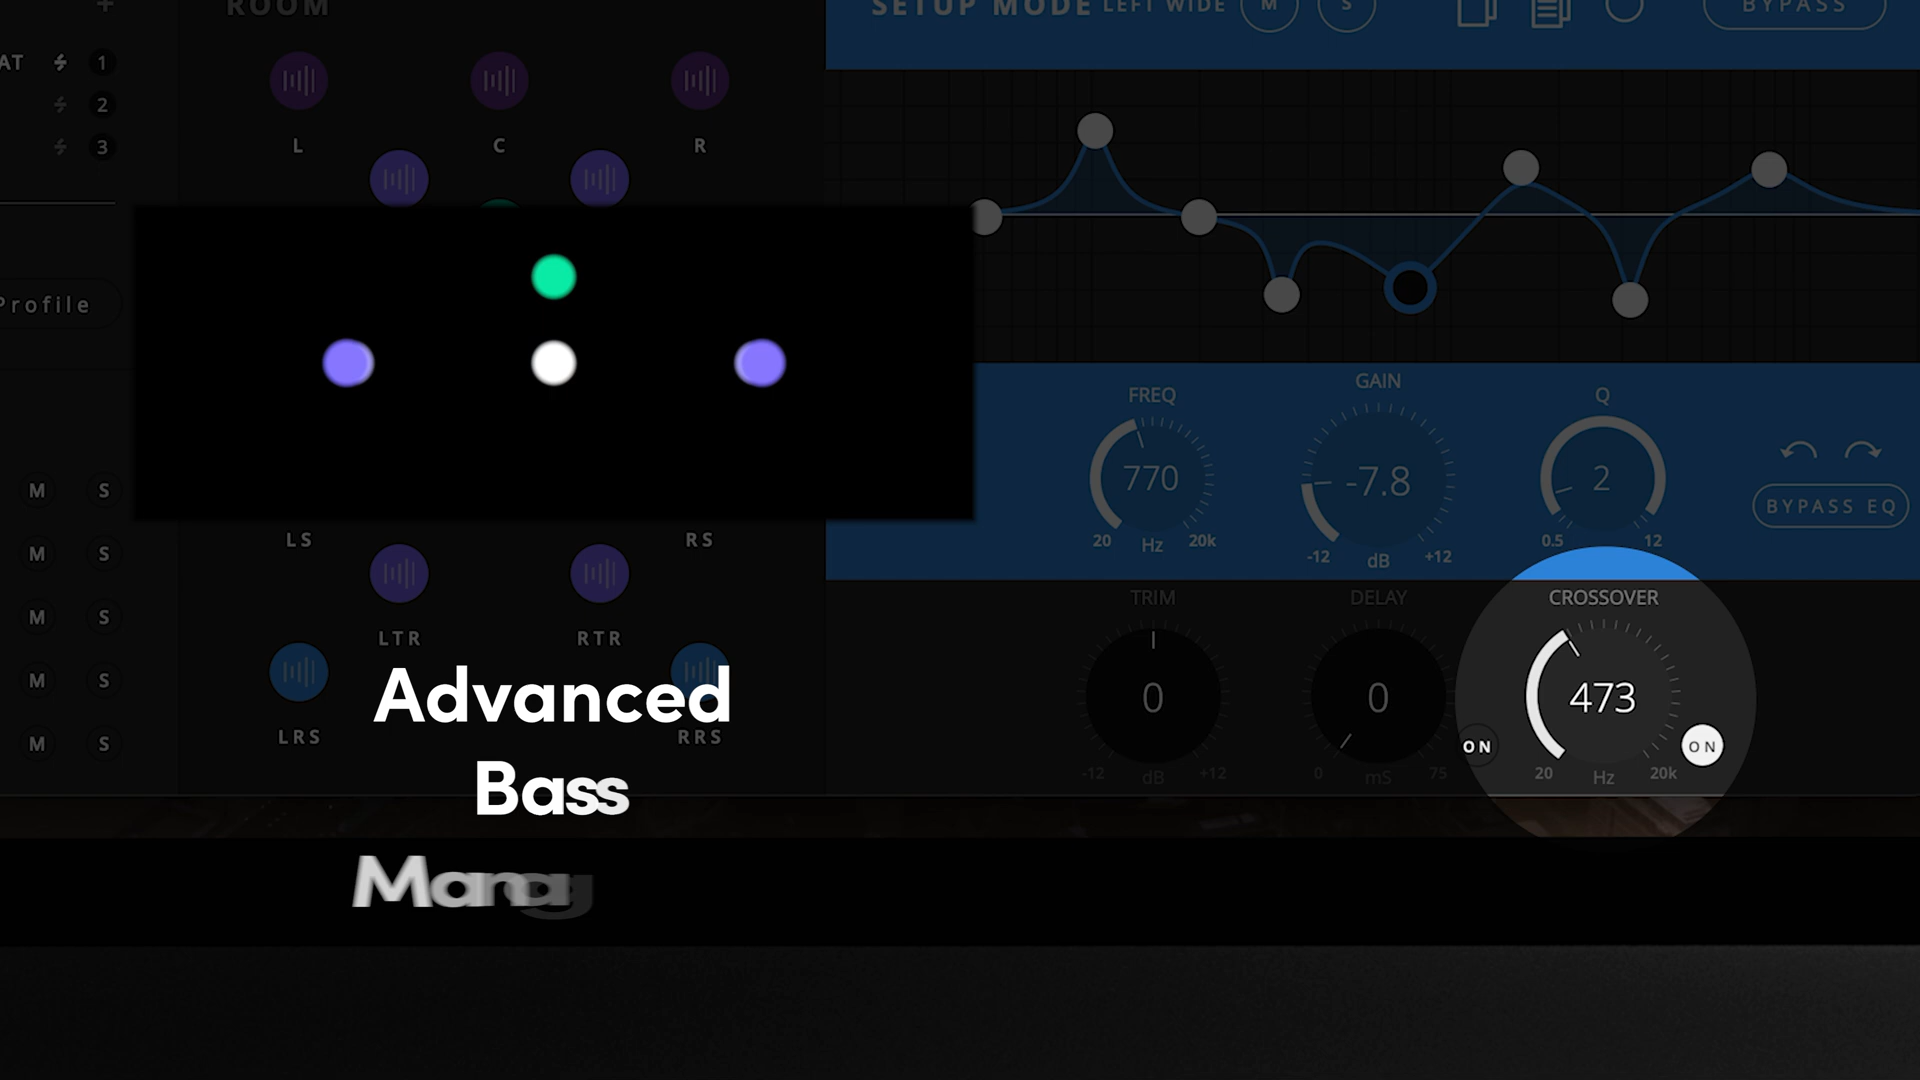 ROOM
SETUP MODE LEFT WIDE M S BYPASS
AT 1
2
3
L C R
Profile
FREQ GAIN Q
770 -7.8 2
BYPASS EQ
20 Hz 20k -12 dB +12 0.5 12
M S
M S
M S
M S
M S
LS RS
LTR RTR
LRS RRS
TRIM DELAY CROSSOVER
0 0 473
ON ON
-12 dB +12 0 mS 75 20 Hz 20k
Advanced
Bass
Manag